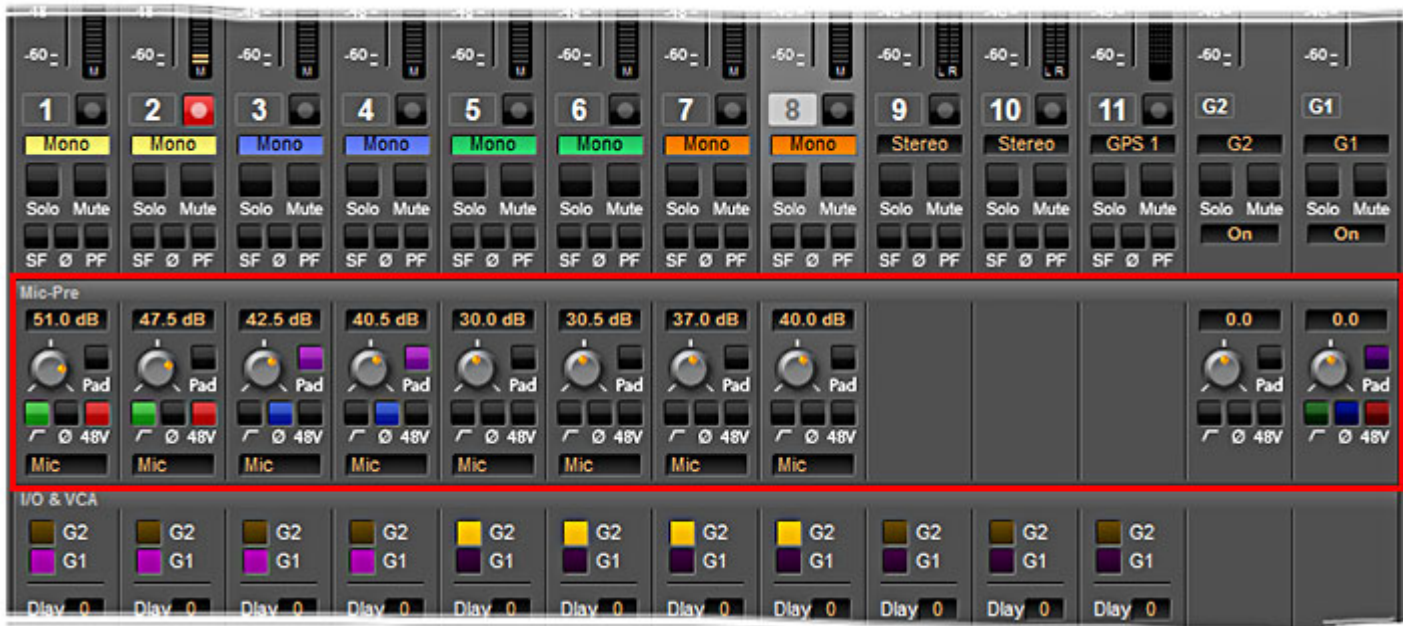 -60 -60 -60 -60 -60 -60 -60 -60 -60 -60 -60 -60 -60
M M M M M M M M L R L R
1 2 3 4 5 6 7 8 9 10 11 G2 G1
Mono Mono Mono Mono Mono Mono Mono Mono Stereo Stereo GPS 1 G2 G1
Solo Mute Solo Mute Solo Mute Solo Mute Solo Mute Solo Mute Solo Mute Solo Mute Solo Mute Solo Mute Solo Mute Solo Mute Solo Mute
On On
SF Ø PF SF Ø PF SF Ø PF SF Ø PF SF Ø PF SF Ø PF SF Ø PF SF Ø PF SF Ø PF SF Ø PF SF Ø PF
Mic-Pre
51.0 dB 47.5 dB 42.5 dB 40.5 dB 30.0 dB 30.5 dB 37.0 dB 40.0 dB 0.0 0.0
Pad Pad Pad Pad Pad Pad Pad Pad Pad Pad
Ø 48V Ø 48V Ø 48V Ø 48V Ø 48V Ø 48V Ø 48V Ø 48V Ø 48V Ø 48V
Mic Mic Mic Mic Mic Mic Mic Mic
I/O & VCA
G2 G2 G2 G2 G2 G2 G2 G2 G2 G2 G2
G1 G1 G1 G1 G1 G1 G1 G1 G1 G1 G1
Dlay 0 Dlay 0 Dlay 0 Dlay 0 Dlay 0 Dlay 0 Dlay 0 Dlay 0 Dlay 0 Dlay 0 Dlay 0